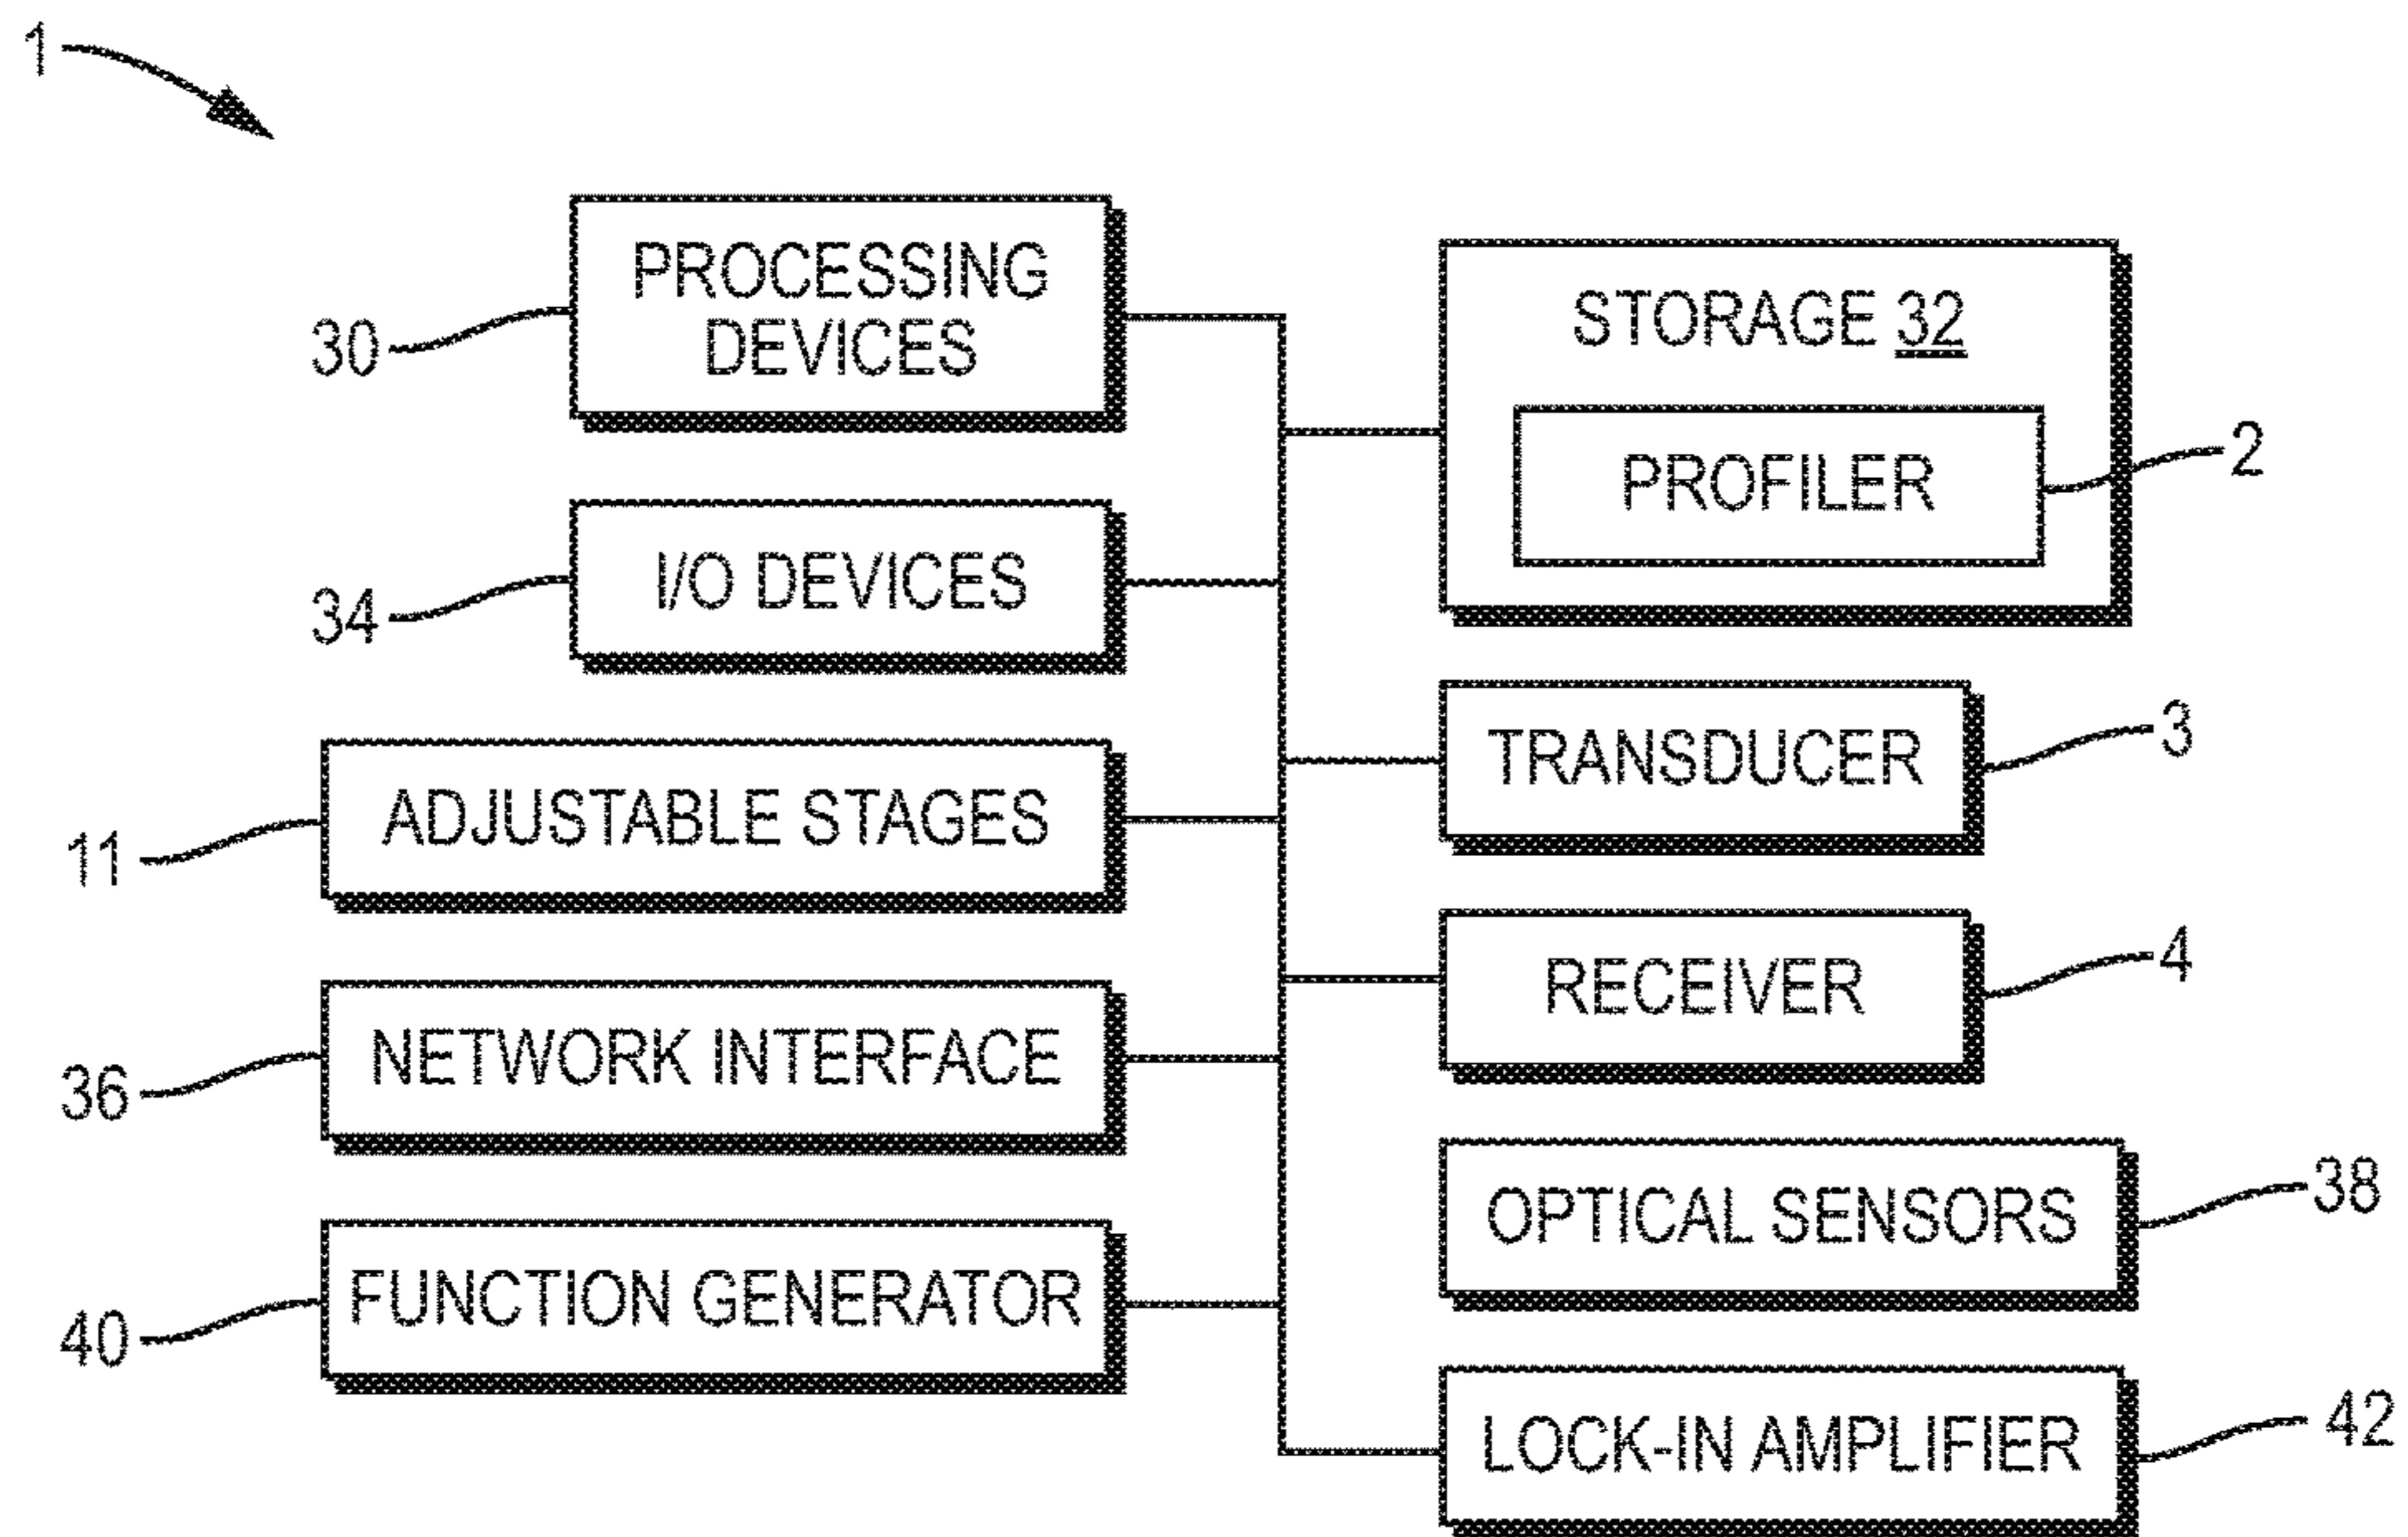 1
PROCESSING
DEVICES
30
I/O DEVICES
34
ADJUSTABLE STAGES
11
NETWORK INTERFACE
36
FUNCTION GENERATOR
40
STORAGE 32
PROFILER
2
TRANSDUCER
3
RECEIVER
4
OPTICAL SENSORS
38
LOCK-IN AMPLIFIER
42